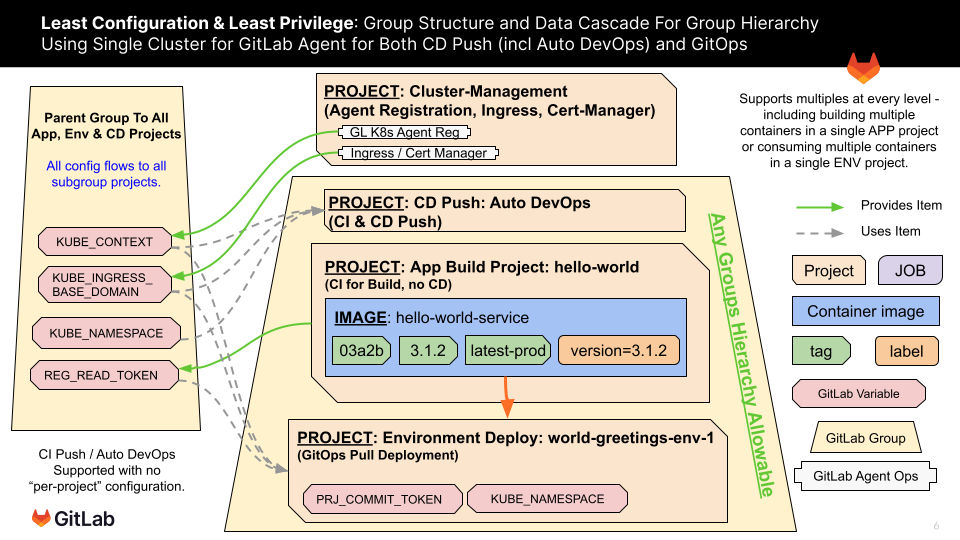 Least Configuration & Least Privilege: Group Structure and Data Cascade For Group Hierarchy
Using Single Cluster for GitLab Agent for Both CD Push (incl Auto DevOps) and GitOps
Parent Group To All
App, Env & CD Projects
All config flows to all
subgroup projects.
KUBE_CONTEXT
KUBE_INGRESS_
BASE_DOMAIN
KUBE_NAMESPACE
REG_READ_TOKEN
CI Push / Auto DevOps
Supported with no
“per-project” configuration.
GitLab
PROJECT: Cluster-Management
(Agent Registration, Ingress, Cert-Manager)
GL K8s Agent Reg
Ingress / Cert Manager
PROJECT: CD Push: Auto DevOps
(CI & CD Push)
PROJECT: App Build Project: hello-world
(CI for Build, no CD)
IMAGE: hello-world-service
03a2b
3.1.2
latest-prod
version=3.1.2
PROJECT: Environment Deploy: world-greetings-env-1
(GitOps Pull Deployment)
PRJ_COMMIT_TOKEN
KUBE_NAMESPACE
Any Groups Hierarchy Allowable
Supports multiples at every level -
including building multiple
containers in a single APP project
or consuming multiple containers
in a single ENV project.
Provides Item
Uses Item
Project
JOB
Container image
tag
label
GitLab Variable
GitLab Group
GitLab Agent Ops
6